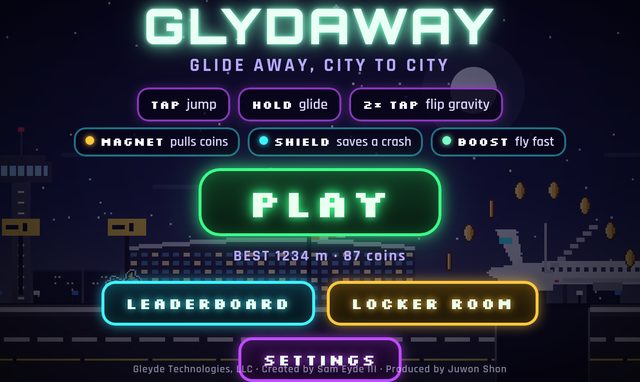 GLYDAWAY
GLIDE AWAY, CITY TO CITY
TAP jump HOLD glide 2x TAP flip gravity
MAGNET pulls coins SHIELD saves a crash BOOST fly fast
PLAY
BEST 1234 m · 87 coins
LEADERBOARD LOCKER ROOM
SETTINGS
Gleyde Technologies, LLC · Created by Sam Eyde III · Produced by Juwon Shon